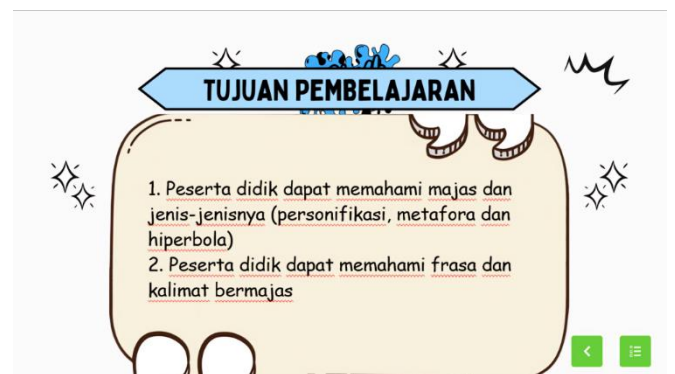 TUJUAN PEMBELAJARAN
1. Peserta didik dapat memahami majas dan
jenis-jenisnya (personifikasi, metafora dan
hiperbola)
2. Peserta didik dapat memahami frasa dan
kalimat bermajas